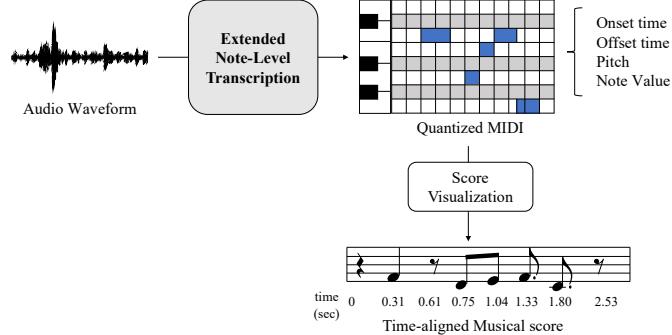 Extended
Note-Level
Transcription
Audio Waveform
Onset time
Offset time
Pitch
Note Value
Quantized MIDI
Score
Visualization
time
(sec)
0 0.31 0.61 0.75 1.04 1.33 1.80 2.53
Time-aligned Musical score